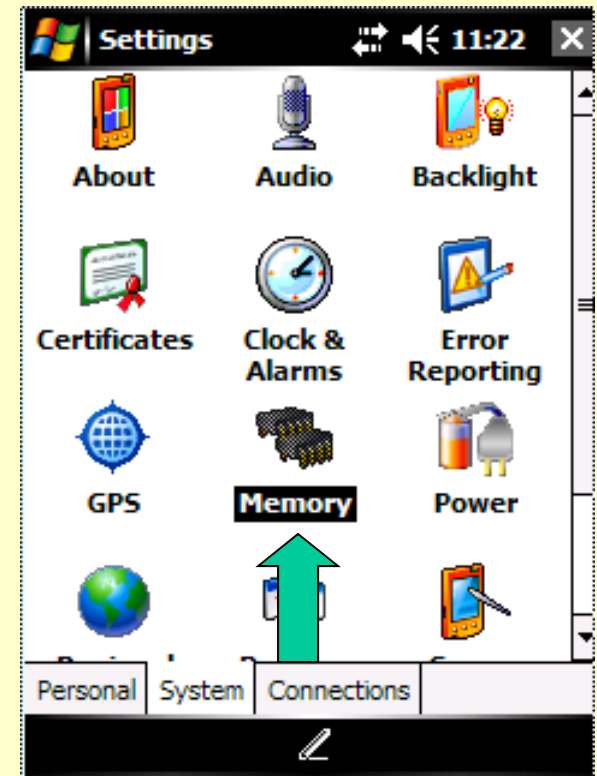 Settings 11:22
About Audio Backlight
Certificates Clock & Error
Alarms Reporting
GPS Memory Power
Personal System Connections